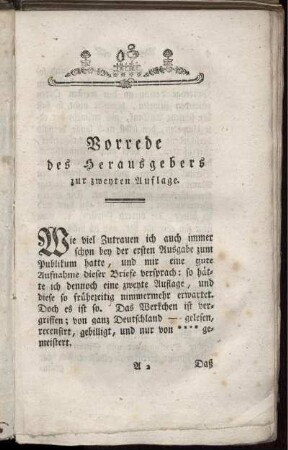 Vorrede
des Herausgebers
zur zweyten Auflage.
Wie viel Zutrauen ich auch immer
schon bey der ersten Ausgabe zum
Publikum hatte, und mir eine gute
Aufnahme dieser Briefe versprach: so hät-
te ich dennoch eine zweyte Auflage, und
diese so frühzeitig nimmermehr erwartet.
Doch es ist so. Das Werkchen ist ver-
griffen; von ganz Deutschland — gelesen,
recensirt, gebilligt, und nur von **** ge-
meistert.
A 2 Daß